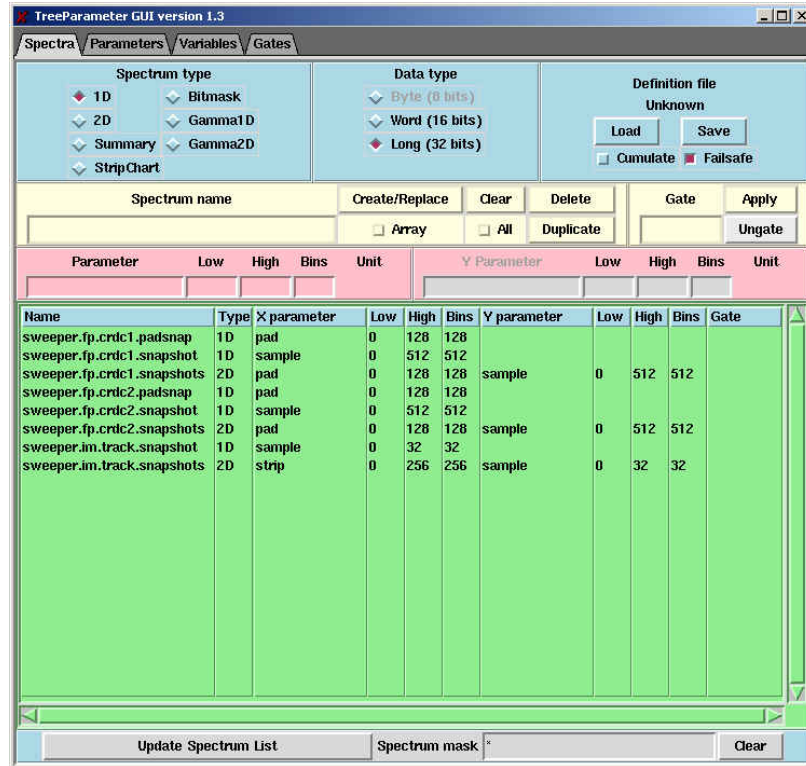 TreeParameter GUI version 1.3
Spectra Parameters Variables Gates
Spectrum type
1D Bitmask
2D Gamma1D
Summary Gamma2D
StripChart
Data type
Byte (8 bits)
Word (16 bits)
Long (32 bits)
Definition file
Unknown
Load Save
Cumulate Failsafe
Spectrum name Create/Replace Clear Delete Gate Apply
Array All Duplicate Ungate
Parameter Low High Bins Unit Y Parameter Low High Bins Unit
Name Type X parameter Low High Bins Y parameter Low High Bins Gate
sweeper.fp.crdc1.padsnap 1D pad 0 128 128
sweeper.fp.crdc1.snapshot 1D sample 0 512 512
sweeper.fp.crdc1.snapshots 2D pad 0 128 128 sample 0 512 512
sweeper.fp.crdc2.padsnap 1D pad 0 128 128
sweeper.fp.crdc2.snapshot 1D sample 0 512 512
sweeper.fp.crdc2.snapshots 2D pad 0 128 128 sample 0 512 512
sweeper.im.track.snapshot 1D sample 0 32 32
sweeper.im.track.snapshots 2D strip 0 256 256 sample 0 32 32
Update Spectrum List Spectrum mask * Clear